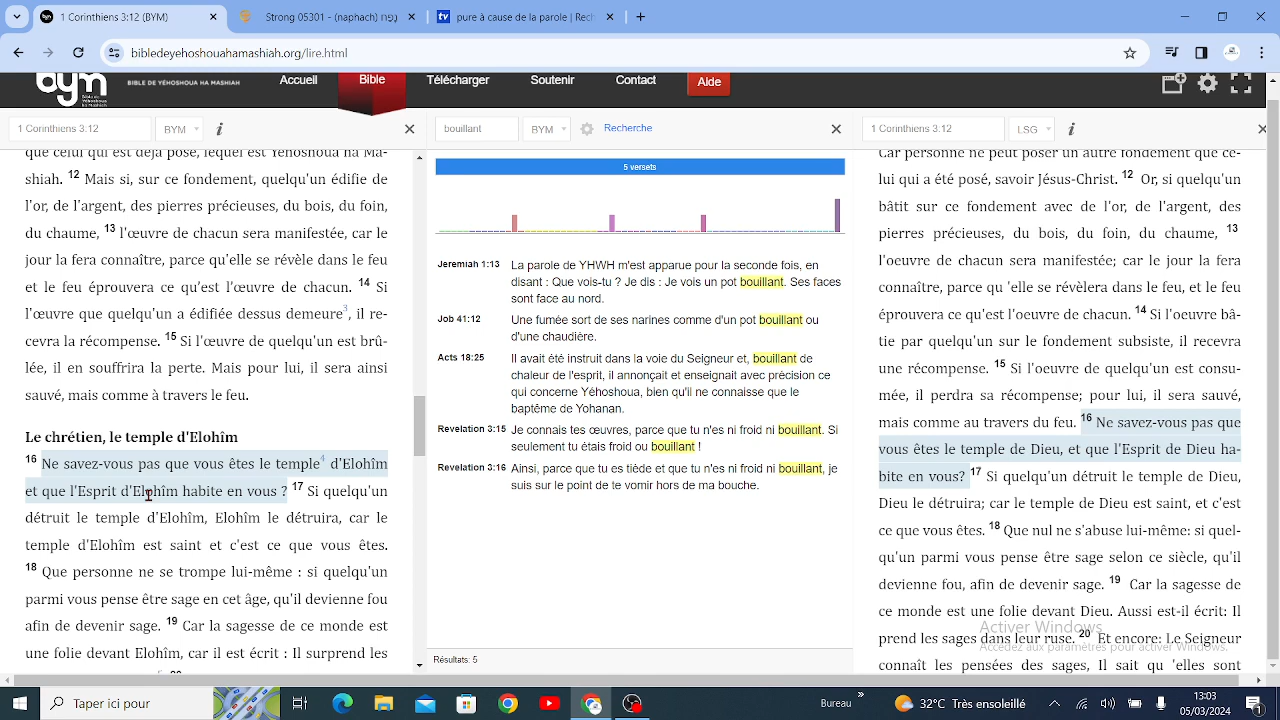 1 Corinthiens 3.12
Strong 05301 - (naphach)
Jugés à cause de la parole ! Rec
biblede​yehoshouamashiah.org/lire.html
bym BIBLE DE YÉHOSHOUA HA MASHIAH Accueil Bible Télécharger Soutenir Contact Aide
1 Corinthiens 3.12 BYM i
que celui qui est déjà posé, lequel est Yéhoshoua Ha Ma-
shiah. 12 Mais si, sur ce fondement, quelqu'un édifie de
l'or, de l'argent, des pierres précieuses, du bois, du foin,
du chaume, 13 l'œuvre de chacun sera manifestée, car le
jour la fera connaître, parce qu'elle se révèle dans le feu
et le feu éprouvera ce qu'est l'œuvre de chacun. 14 Si
l'œuvre que quelqu'un a édifiée dessus demeure3, il re-
cevra la récompense. 15 Si l'œuvre de quelqu'un est brû-
lée, il en souffrira la perte. Mais pour lui, il sera ainsi
sauvé, mais comme à travers le feu.
Le chrétien, le temple d'Elohîm
16 Ne savez-vous pas que vous êtes le temple4 d'Elohîm
et que l'Esprit d'Elohîm habite en vous ? 17 Si quelqu'un
détruit le temple d'Elohîm, Elohîm le détruira, car le
temple d'Elohîm est saint et c'est ce que vous êtes.
18 Que personne ne se trompe lui-même : si quelqu'un
parmi vous pense être sage en cet âge, qu'il devienne fou
afin de devenir sage. 19 Car la sagesse de ce monde est
une folie devant Elohîm, car il est écrit : Il surprend les
bouillant BYM Recherche
5 versets
Jeremiah 1:13 La parole de YHWH m'est apparue pour la seconde fois, en
disant : Que vois-tu ? Je dis : Je vois un pot bouillant. Ses faces
sont face au nord.
Job 41:12 Une fumée sort de ses narines comme d'un pot bouillant ou
d'une chaudière.
Acts 18:25 Il avait été instruit dans la voie du Seigneur et, bouillant de
chaleur de l'esprit, il annonçait et enseignait avec précision ce
qui concerne Yéhoshoua, bien qu'il ne connaisse que le
baptême de Yohanan.
Revelation 3:15 Je connais tes œuvres, parce que tu n'es ni froid ni bouillant. Si
seulement tu étais froid ou bouillant !
Revelation 3:16 Ainsi, parce que tu es tiède et que tu n'es ni froid ni bouillant, je
suis sur le point de te vomir hors de ma bouche.
Résultats: 5
1 Corinthiens 3.12 LSG i
Car personne ne peut poser un autre fondement que ce-
lui qui a été posé, savoir Jésus-Christ. 12 Or, si quelqu'un
bâtit sur ce fondement avec de l'or, de l'argent, des
pierres précieuses, du bois, du foin, du chaume, 13
l'oeuvre de chacun sera manifestée; car le jour la fera
connaître, parce qu 'elle se révèlera dans le feu, et le feu
éprouvera ce qu'est l'oeuvre de chacun. 14 Si l'oeuvre bâ-
tie par quelqu'un sur le fondement subsiste, il recevra
une récompense. 15 Si l'oeuvre de quelqu'un est consu-
mée, il perdra sa récompense; pour lui, il sera sauvé,
mais comme au travers du feu. 16 Ne savez-vous pas que
vous êtes le temple de Dieu, et que l'Esprit de Dieu ha-
bite en vous? 17 Si quelqu'un détruit le temple de Dieu,
Dieu le détruira; car le temple de Dieu est saint, et c'est
ce que vous êtes. 18 Que nul ne s'abuse lui-même: si quel-
qu'un parmi vous pense être sage selon ce siècle, qu'il
devienne fou, afin de devenir sage. 19 Car la sagesse de
ce monde est une folie devant Dieu. Aussi est-il écrit: Il
prend les sages dans leur ruse. 20 Et encore: Le Seigneur
connaît les pensées des sages, Il sait qu 'elles sont
Activer Windows
Accédez aux paramètres pour activer Windows.
Taper ici pour
Bureau
32°C Très ensoleillé
13:03
05/03/2024